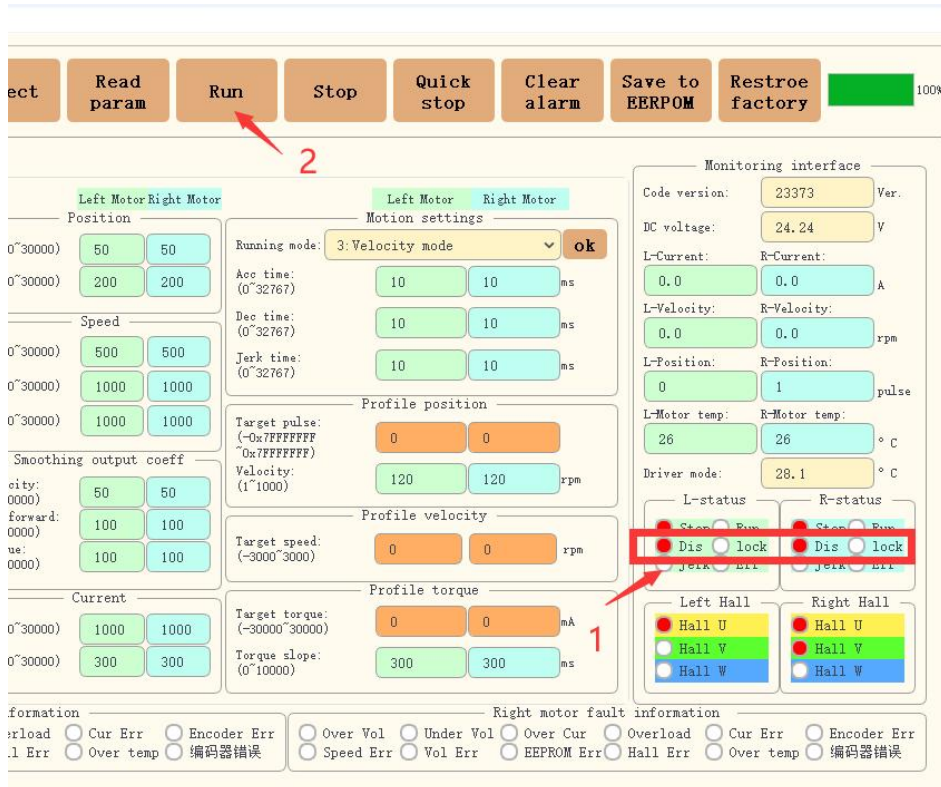 ect
Read param
Run
Stop
Quick stop
Clear alarm
Save to EERPOM
Restroe factory
100%
2
Left Motor Right Motor
Position
0~30000) 50 50
0~30000) 200 200
Speed
0~30000) 500 500
0~30000) 1000 1000
0~30000) 1000 1000
Smoothing output coeff
city:
0000) 50 50
forward:
0000) 100 100
ue:
0000) 100 100
Current
0~30000) 1000 1000
0~30000) 300 300
Left Motor Right Motor
Motion settings
Running mode: 3:Velocity mode ok
Acc time:
(0~32767) 10 10 ms
Dec time:
(0~32767) 10 10 ms
Jerk time:
(0~32767) 10 10 ms
Profile position
Target pulse:
(-0x7FFFFFFF
~0x7FFFFFFF) 0 0
Velocity:
(1~1000) 120 120 rpm
Profile velocity
Target speed:
(-3000~3000) 0 0 rpm
Profile torque
Target torque:
(-30000~30000) 0 0 mA
Torque slope:
(0~10000) 300 300 ms
Monitoring interface
Code version: 23373 Ver.
DC voltage: 24.24 V
L-Current: R-Current:
0.0 0.0 A
L-Velocity: R-Velocity:
0.0 0.0 rpm
L-Position: R-Position:
0 1 pulse
L-Motor temp: R-Motor temp:
26 26 ° C
Driver mode: 28.1 ° C
L-status R-status
Stop Run Stop Run
Dis lock Dis lock
Jerk Err Jerk Err
1
Left Hall Right Hall
Hall U Hall U
Hall V Hall V
Hall W Hall W
formation
erload Cur Err Encoder Err
ll Err Over temp 编码器错误
Right motor fault information
Over Vol Under Vol Over Cur Overload Cur Err Encoder Err
Speed Err Vol Err EEPROM Err Hall Err Over temp 编码器错误